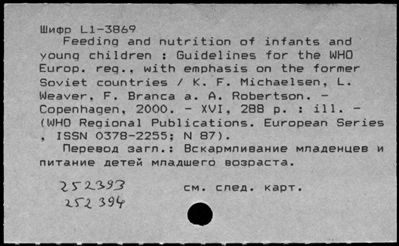 Шифр L1-3869
Feeding and nutrition of infants and
young children : Guidelines for the WHO
Europ. reg., with emphasis on the former
Soviet countries / K. F. Michaelsen, L.
Weaver, F. Branca a. A. Robertson. -
Copenhagen, 2000. - XVI, 288 p. : ill. -
(WHO Regional Publications. European Series
, ISSN 0378-2255; N 87).
Перевод загл.: Вскармливание младенцев и
питание детей младшего возраста.
252393 см. след. карт.
252394